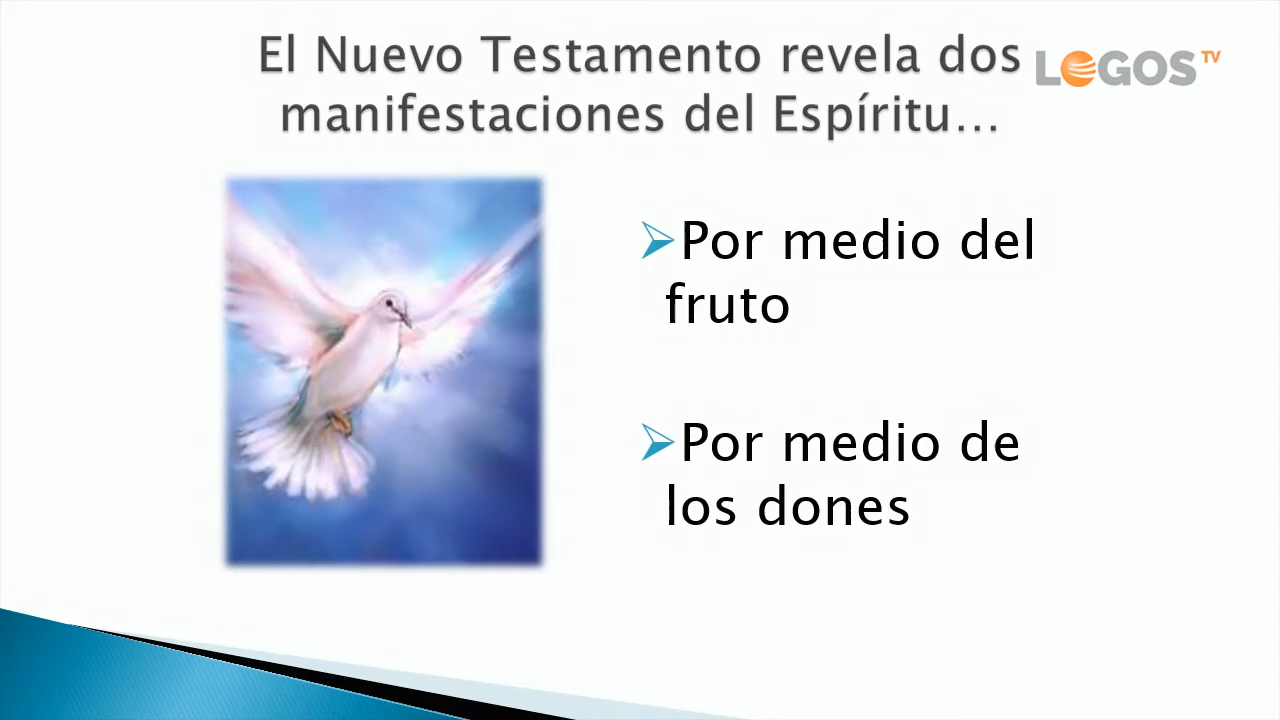 El Nuevo Testamento revela dos
manifestaciones del Espíritu...
LOGOS TV
Por medio del
fruto
Por medio de
los dones